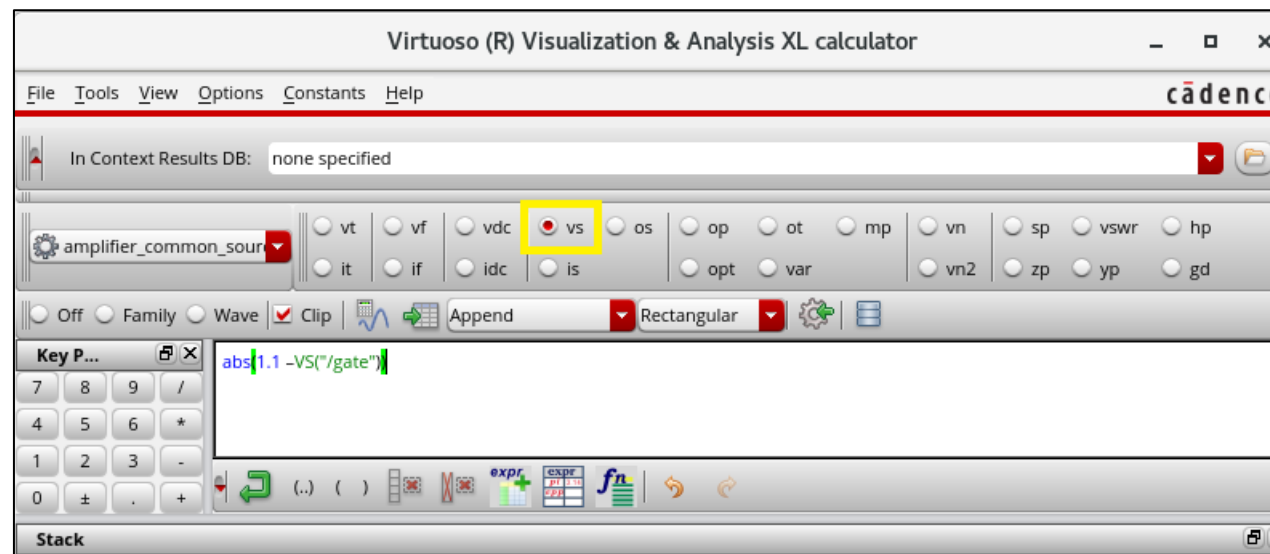 Virtuoso (R) Visualization & Analysis XL calculator
File Tools View Options Constants Help
cādenc
In Context Results DB: none specified
amplifier_common_sour
vt vf vdc vs os op ot mp vn sp vswr hp
it if idc is opt var vn2 zp yp gd
Off Family Wave Clip Append Rectangular
Key P...
abs(1.1 –VS("/gate"))
7 8 9 /
4 5 6 *
1 2 3 -
0 ± . +
(..) ( ) expr fn
Stack